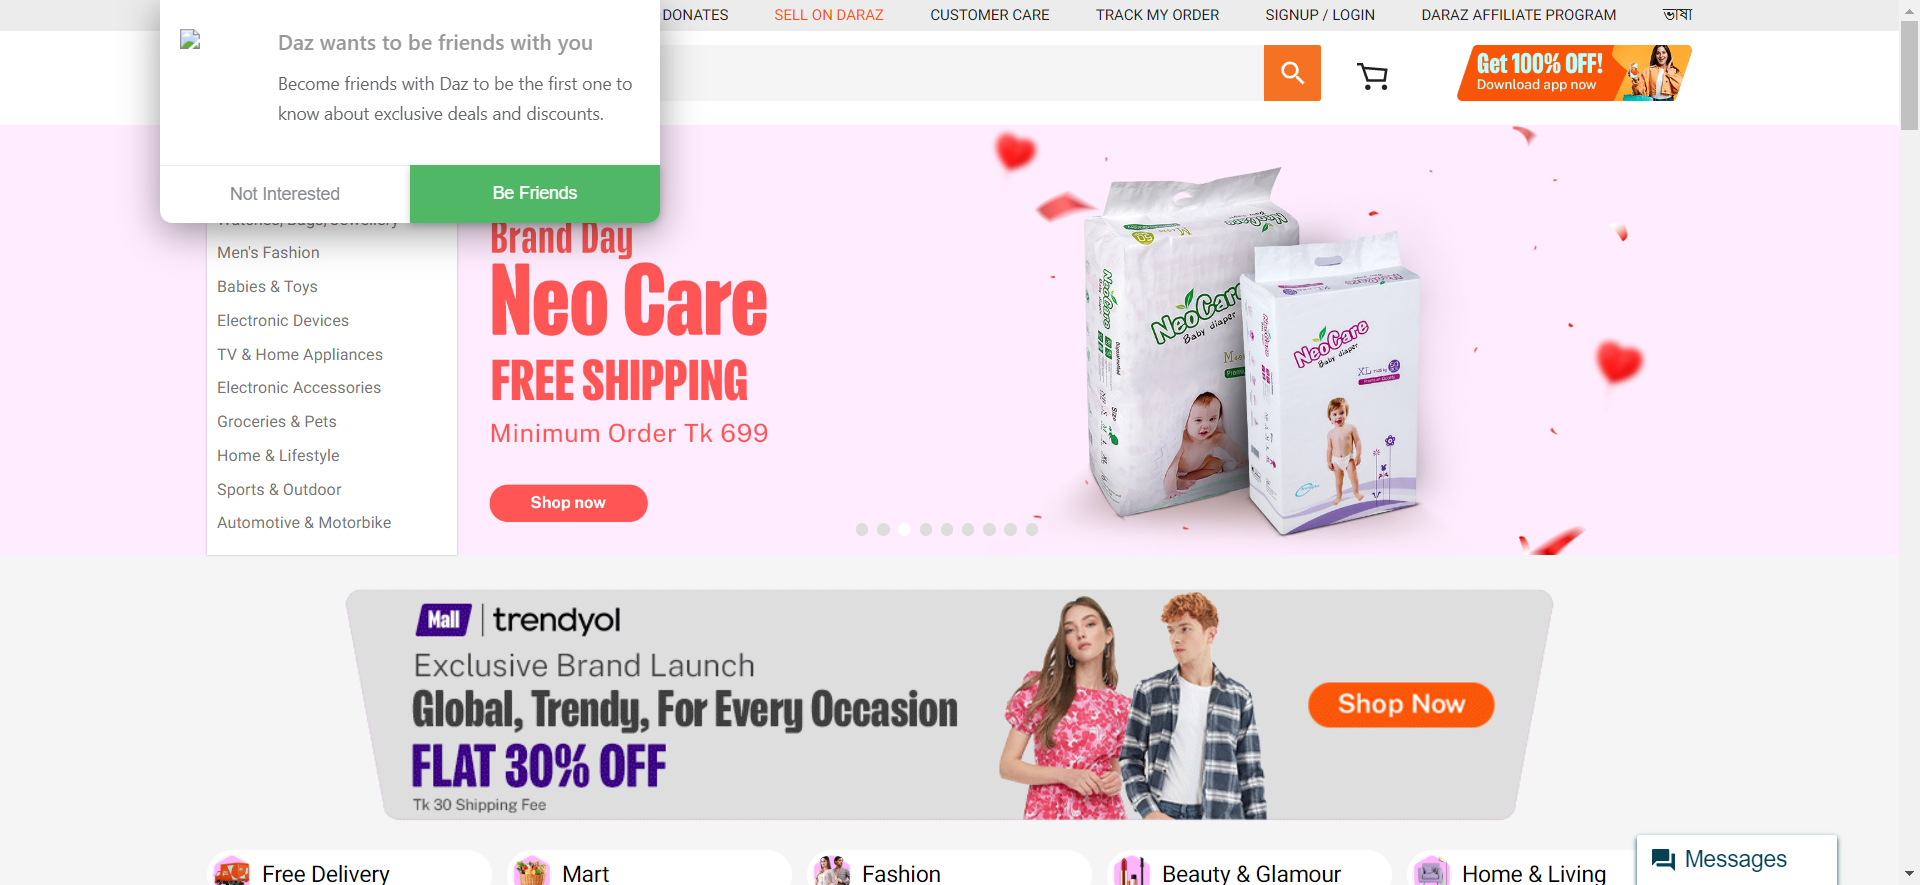 DONATES
SELL ON DARAZ
CUSTOMER CARE
TRACK MY ORDER
SIGNUP / LOGIN
DARAZ AFFILIATE PROGRAM
ভাষা
Daz wants to be friends with you
Become friends with Daz to be the first one to
know about exclusive deals and discounts.
Not Interested
Be Friends
Get 100% OFF!
Download app now
Watches, Bags, Jewellery
Men's Fashion
Babies & Toys
Electronic Devices
TV & Home Appliances
Electronic Accessories
Groceries & Pets
Home & Lifestyle
Sports & Outdoor
Automotive & Motorbike
Brand Day
Neo Care
FREE SHIPPING
Minimum Order Tk 699
Shop now
NeoCare
Baby diaper
NeoCare
Baby diaper
XL
Mall
trendyol
Exclusive Brand Launch
Global, Trendy, For Every Occasion
FLAT 30% OFF
Tk 30 Shipping Fee
Shop Now
Free Delivery
Mart
Fashion
Beauty & Glamour
Home & Living
Messages